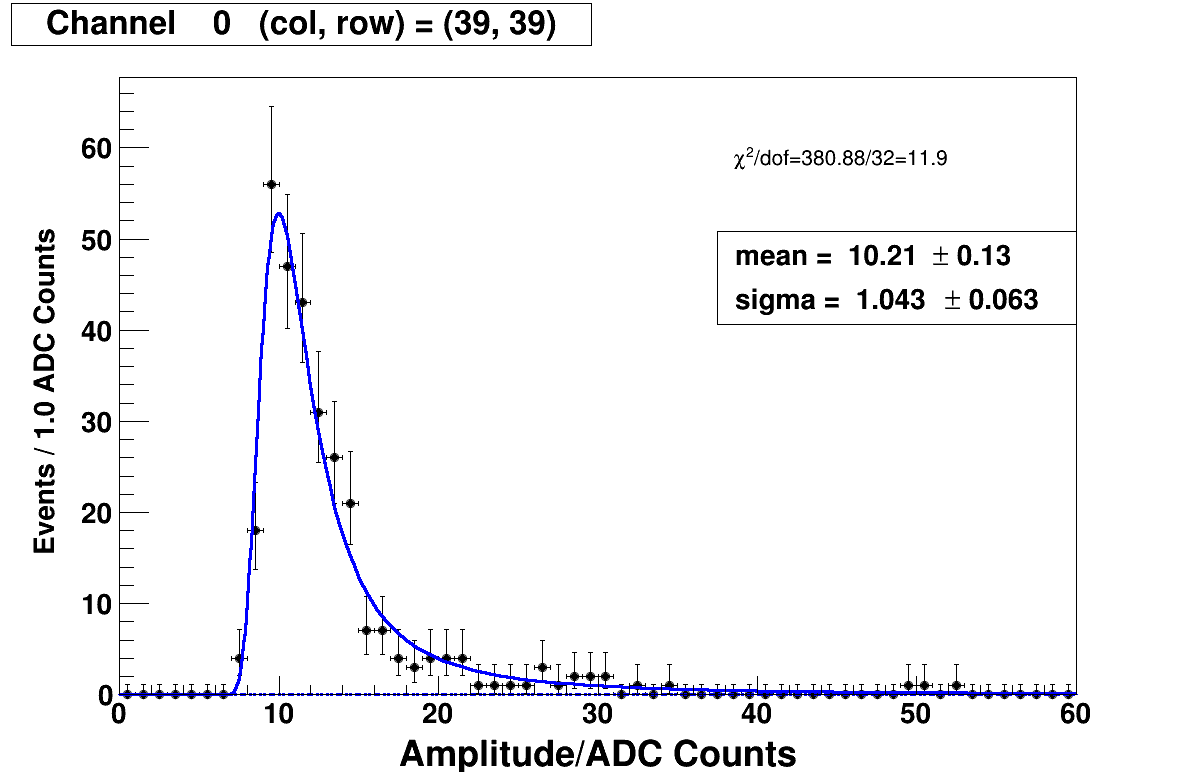 Channel 0 (col, row) = (39, 39)
χ²/dof=380.88/32=11.9
mean = 10.21 ± 0.13
sigma = 1.043 ± 0.063
Events / 1.0 ADC Counts
60
50
40
30
20
10
0
0 10 20 30 40 50 60
Amplitude/ADC Counts